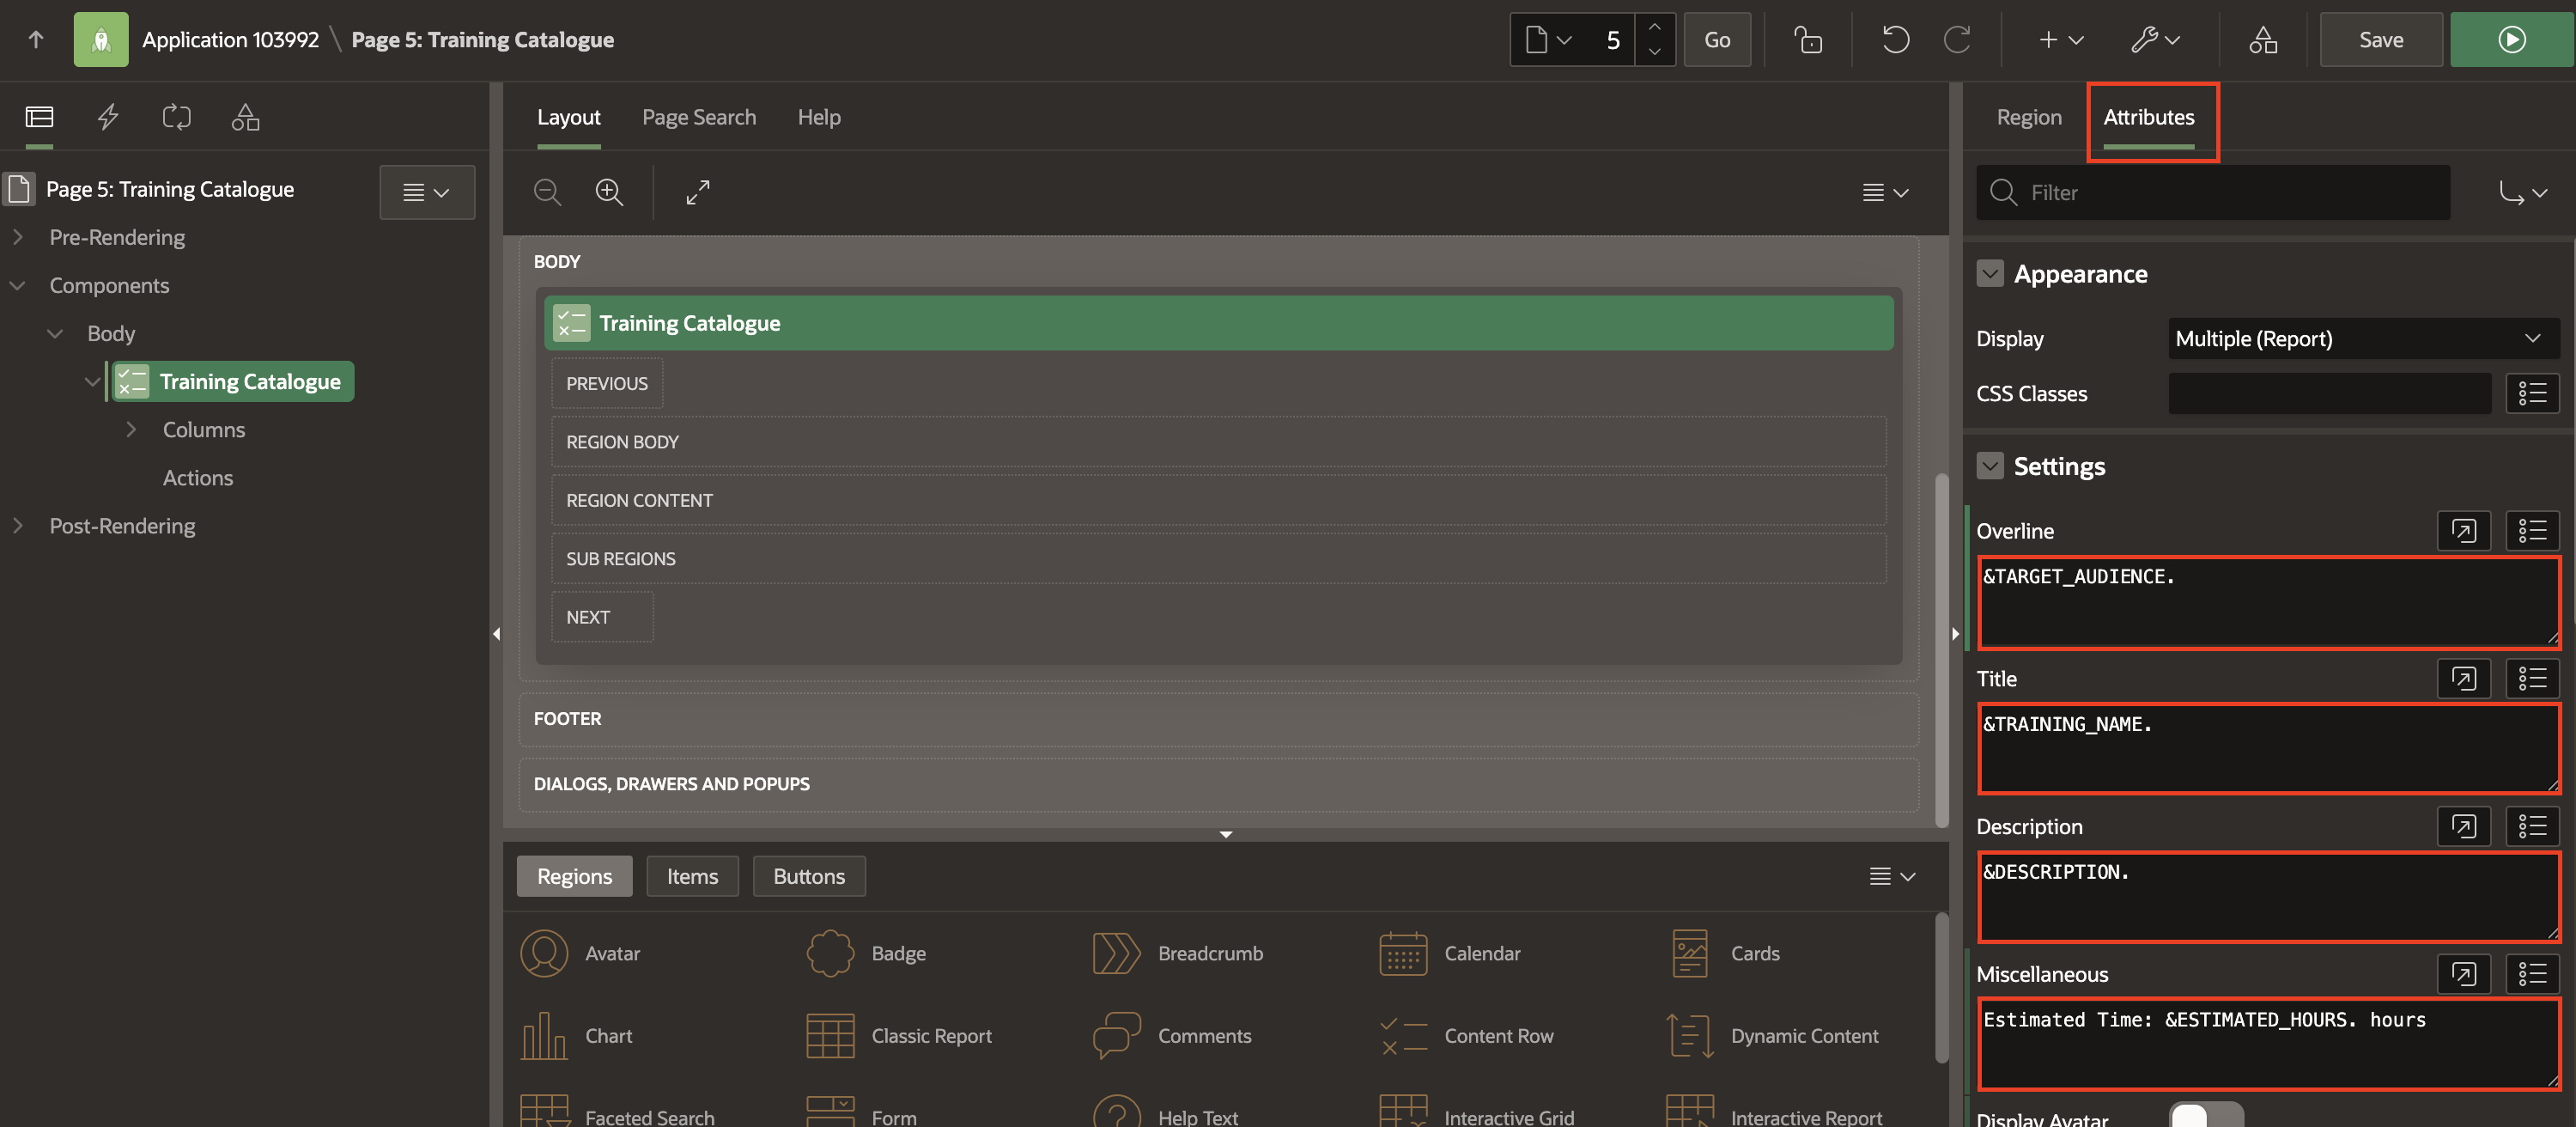 Application 103992 \ Page 5: Training Catalogue
5
Go
Save
Page 5: Training Catalogue
Pre-Rendering
Components
Body
Training Catalogue
Columns
Actions
Post-Rendering
Layout
Page Search
Help
BODY
Training Catalogue
PREVIOUS
REGION BODY
REGION CONTENT
SUB REGIONS
NEXT
FOOTER
DIALOGS, DRAWERS AND POPUPS
Regions
Items
Buttons
Avatar
Badge
Breadcrumb
Calendar
Cards
Chart
Classic Report
Comments
Content Row
Dynamic Content
Faceted Search
Form
Help Text
Interactive Grid
Interactive Report
Region
Attributes
Filter
Appearance
Display
Multiple (Report)
CSS Classes
Settings
Overline
&TARGET_AUDIENCE.
Title
&TRAINING_NAME.
Description
&DESCRIPTION.
Miscellaneous
Estimated Time: &ESTIMATED_HOURS. hours
Display Avatar